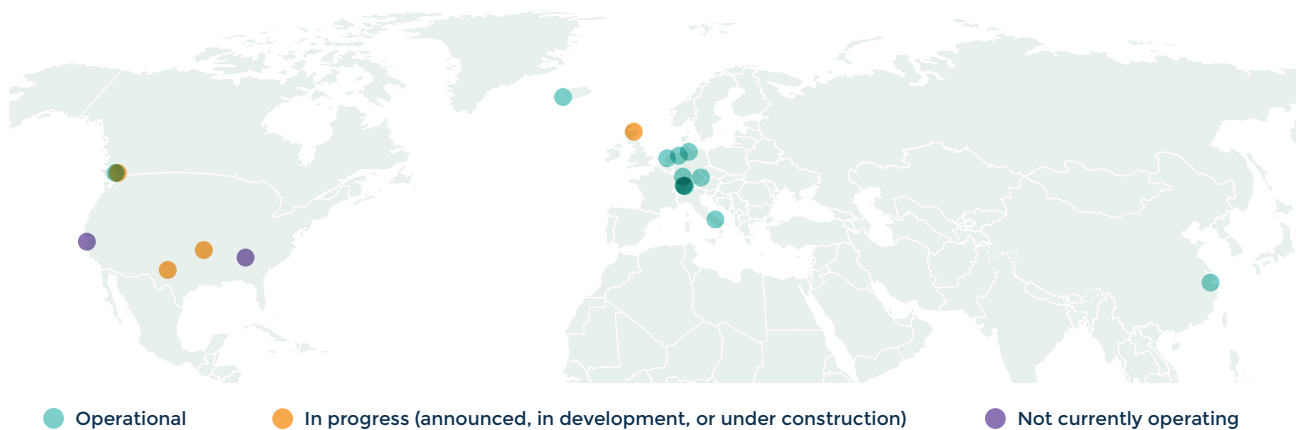 Operational
In progress (announced, in development, or under construction)
Not currently operating